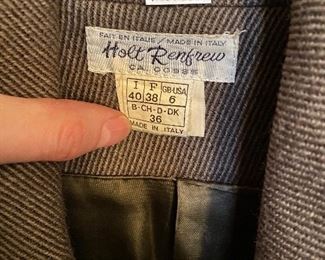 FAIT EN ITALIE / MADE IN ITALY
Holt Renfrew
I F GB-USA
40 38 6
B-CH-D-DK
36
MADE IN ITALY